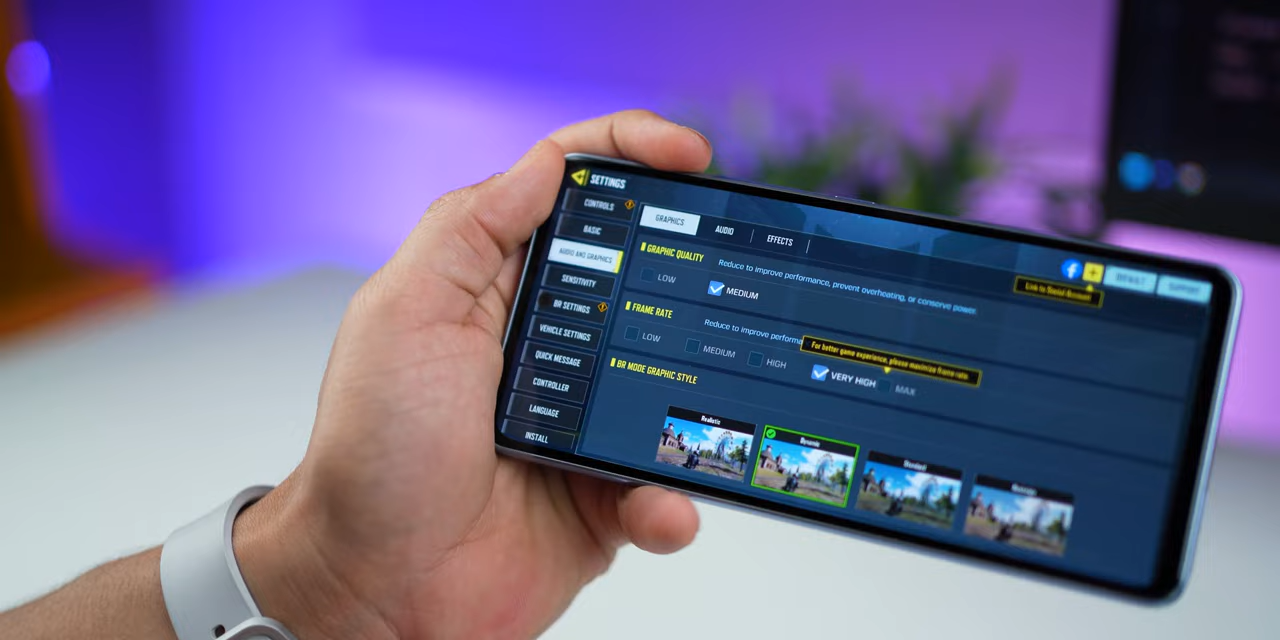 SETTINGS
CONTROLS
BASIC
AUDIO AND GRAPHICS
SENSITIVITY
BR SETTINGS
VEHICLE SETTINGS
QUICK MESSAGE
CONTROLLER
LANGUAGE
INSTALL
GRAPHICS
AUDIO
EFFECTS
GRAPHIC QUALITY
Reduce to improve performance, prevent overheating, or conserve power.
LOW
MEDIUM
Link to Social Account
SUPPORT
FRAME RATE
Reduce to improve performa
For better game experience, please maximize frame rate.
LOW
MEDIUM
HIGH
VERY HIGH
MAX
BR MODE GRAPHIC STYLE
Realistic
Dynamic
Standard